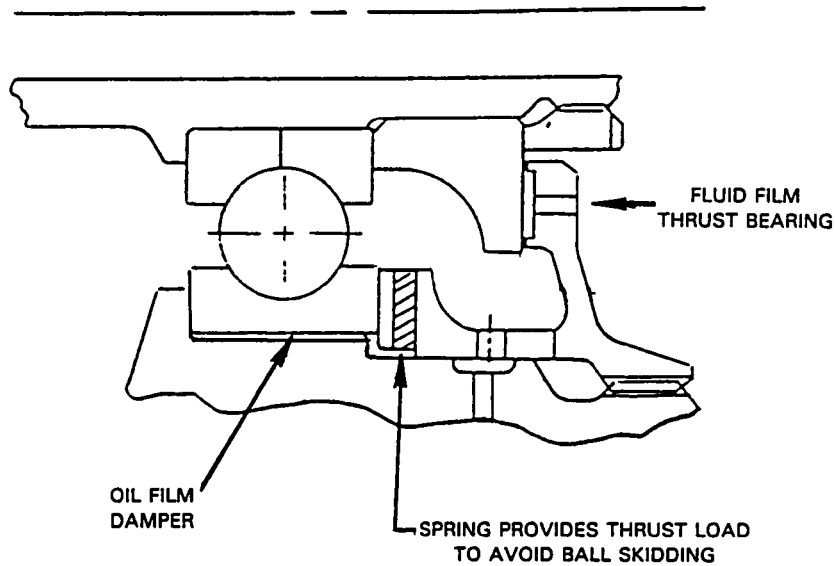 FLUID FILM
THRUST BEARING
OIL FILM
DAMPER
SPRING PROVIDES THRUST LOAD
TO AVOID BALL SKIDDING